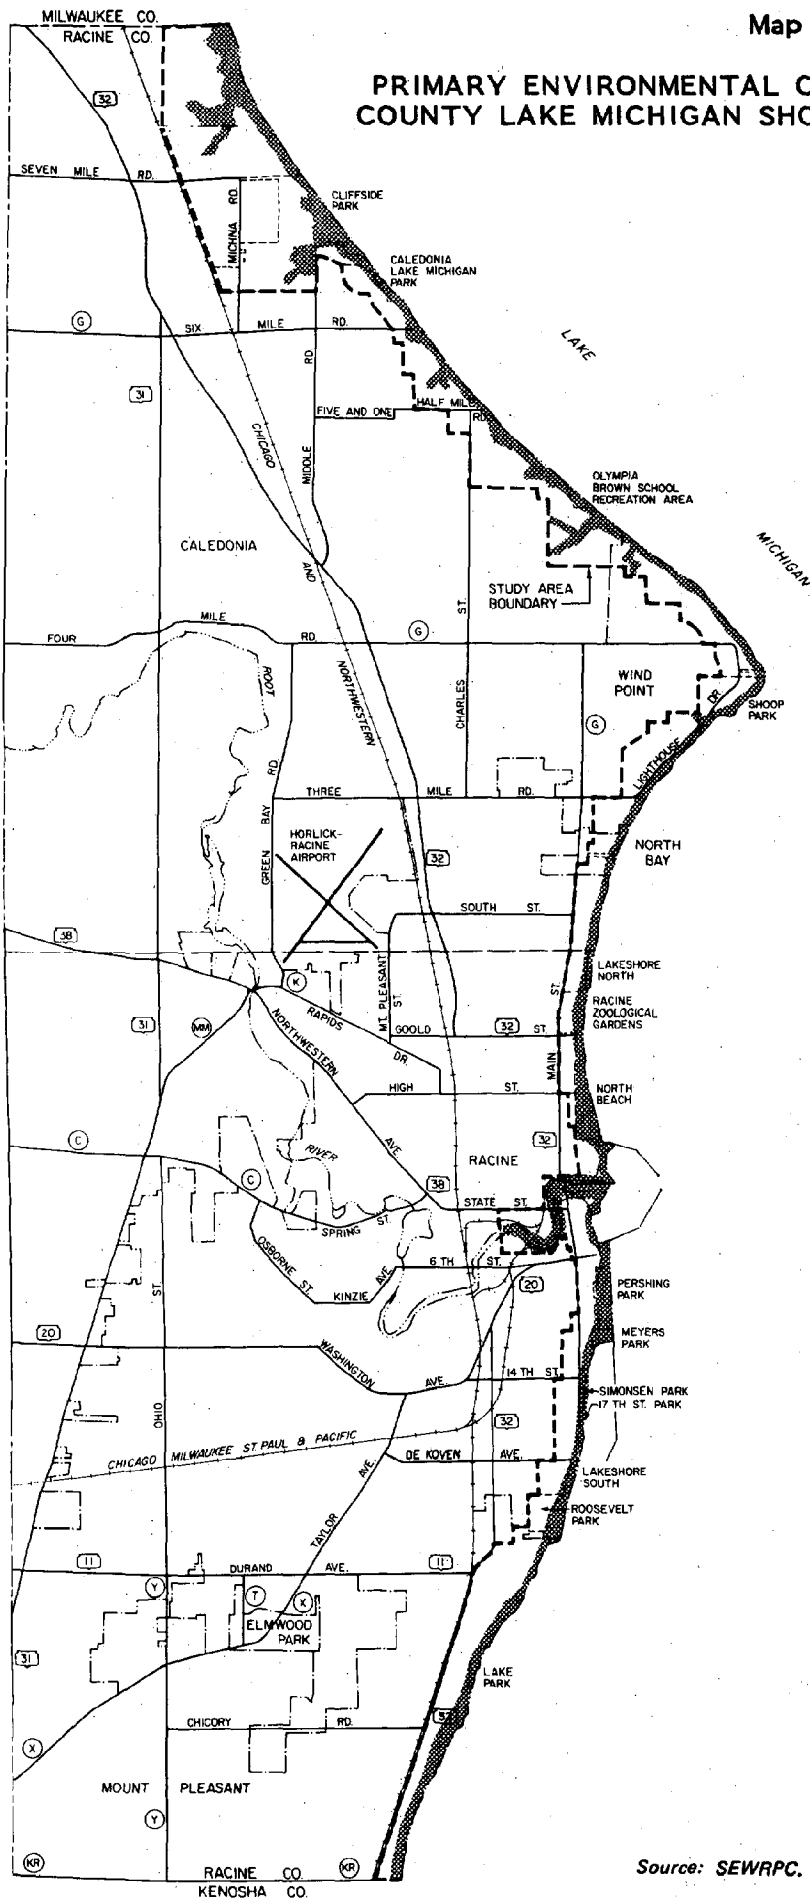 MILWAUKEE CO.
RACINE CO.
Map
PRIMARY ENVIRONMENTAL C
COUNTY LAKE MICHIGAN SHO
32
SEVEN MILE RD.
MICHNA RD.
CLIFFSIDE
PARK
CALEDONIA
LAKE MICHIGAN
PARK
G
SIX MILE RD.
LAKE
31
FIVE AND ONE HALF MILE RD.
CHICAGO AND NORTHWESTERN
MIDDLE RD.
OLYMPIA
BROWN SCHOOL
RECREATION AREA
MICHIGAN
CALEDONIA
STUDY AREA
BOUNDARY
FOUR MILE RD.
G
ROOT
CHARLES ST.
WIND
POINT
LIGHTHOUSE DR.
SHOOP
PARK
G
THREE MILE RD.
GREEN BAY RD.
HORLICK-
RACINE
AIRPORT
NORTH
BAY
32
SOUTH ST.
38
LAKESHORE
NORTH
K
MT. PLEASANT ST.
RACINE
ZOOLOGICAL
GARDENS
31
MM
RAPIDS DR.
GOOLD ST.
32
MAIN ST.
NORTHWESTERN AVE.
HIGH ST.
NORTH
BEACH
C
RIVER
RACINE
32
C
38
STATE ST.
SPRING ST.
OSBORNE ST.
KINZIE AVE.
6 TH ST.
20
PERSHING
PARK
20
WASHINGTON AVE.
MEYERS
PARK
14 TH ST.
SIMONSEN PARK
17 TH ST. PARK
OHIO ST.
32
CHICAGO MILWAUKEE ST. PAUL & PACIFIC
DE KOVEN AVE.
LAKESHORE
SOUTH
TAYLOR AVE.
ROOSEVELT
PARK
11
DURAND AVE.
11
Y
T
X
ELMWOOD
PARK
31
LAKE
PARK
32
CHICORY RD.
X
MOUNT PLEASANT
Y
KR
KR
RACINE CO.
KENOSHA CO.
Source: SEWRPC.